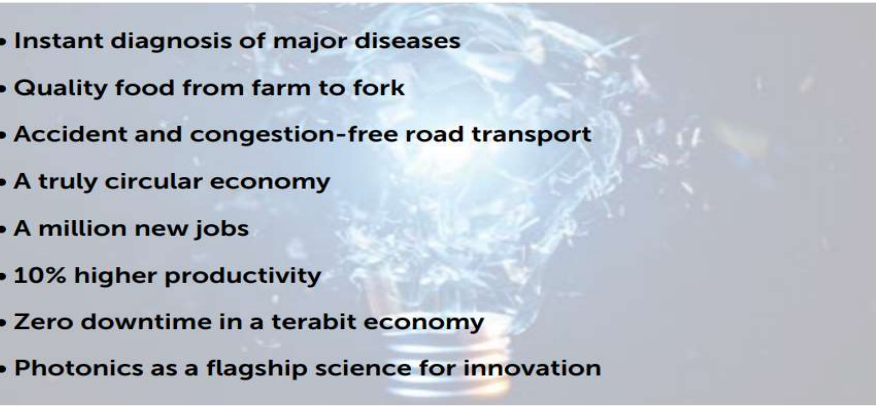 • Instant diagnosis of major diseases
• Quality food from farm to fork
• Accident and congestion-free road transport
• A truly circular economy
• A million new jobs
• 10% higher productivity
• Zero downtime in a terabit economy
• Photonics as a flagship science for innovation